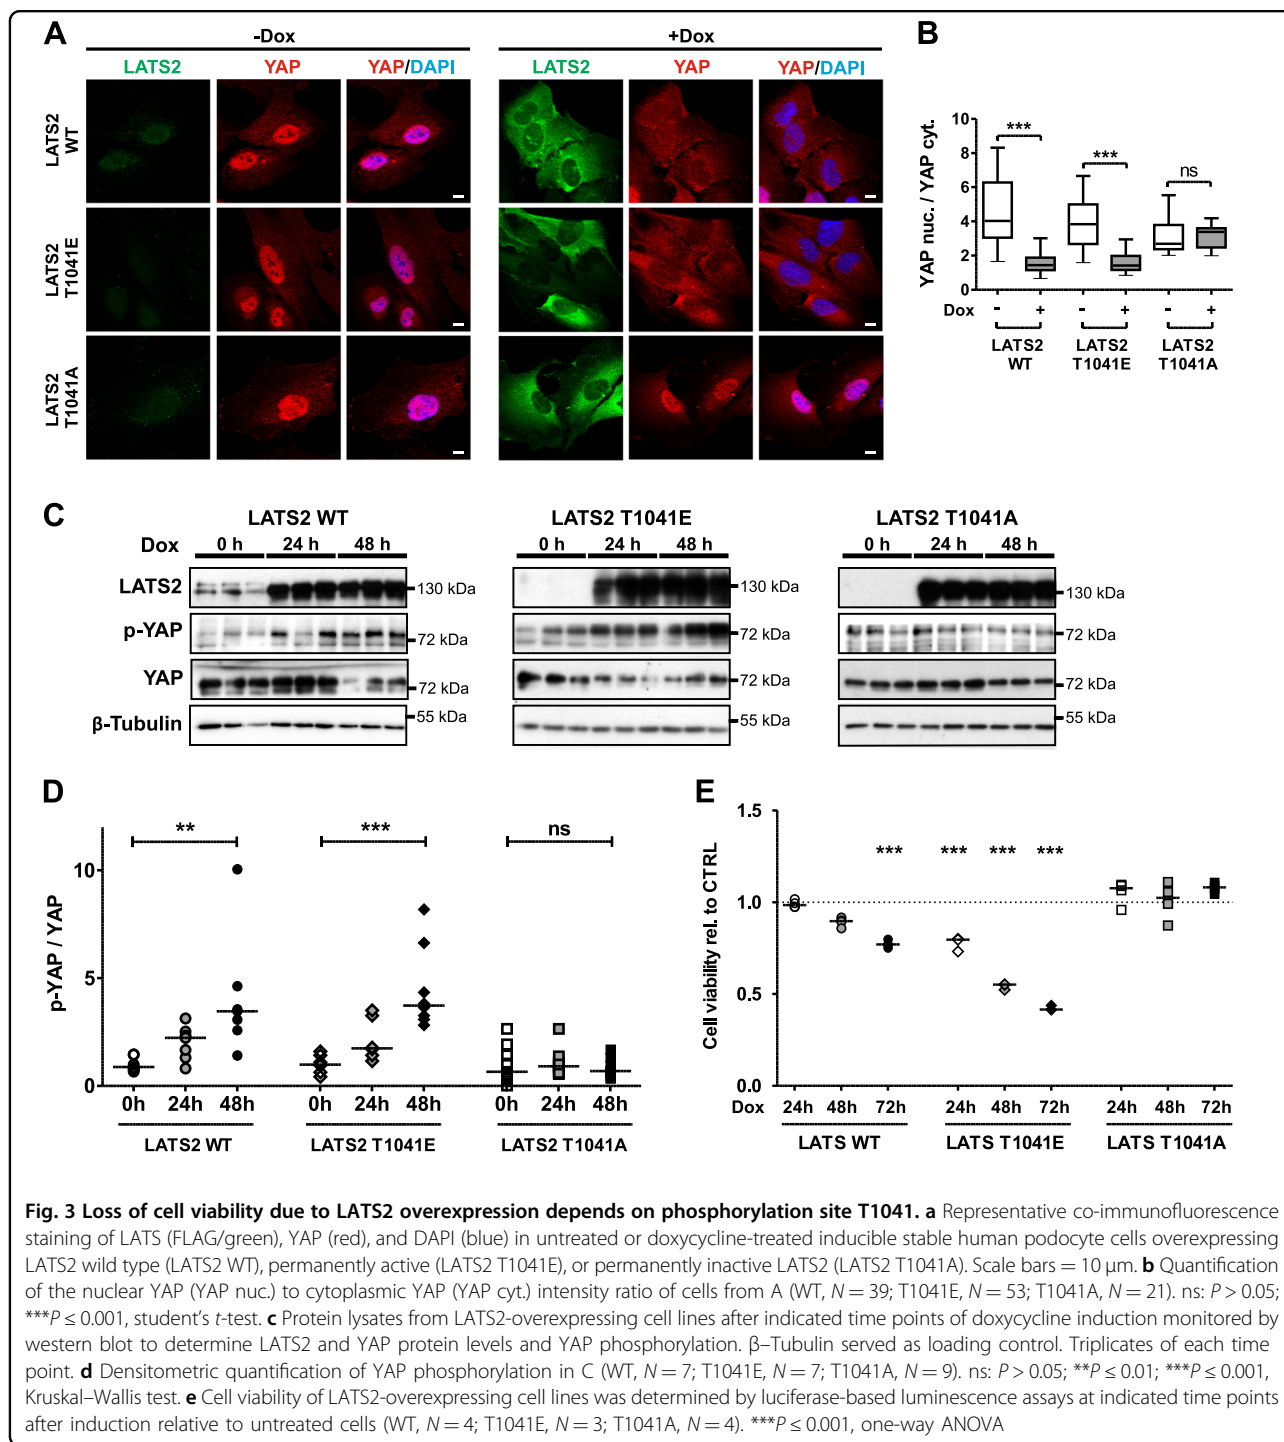 A
-Dox
+Dox
LATS2 YAP YAP/DAPI LATS2 YAP YAP/DAPI
LATS2
WT
LATS2
T1041E
LATS2
T1041A
B
YAP nuc. / YAP cyt.
10
8
6
4
2
0
*** *** ns
Dox - + - + - +
LATS2 LATS2 LATS2
WT T1041E T1041A
C
LATS2 WT LATS2 T1041E LATS2 T1041A
Dox 0 h 24 h 48 h 0 h 24 h 48 h 0 h 24 h 48 h
LATS2 130 kDa 130 kDa 130 kDa
p-YAP 72 kDa 72 kDa 72 kDa
YAP 72 kDa 72 kDa 72 kDa
β-Tubulin 55 kDa 55 kDa 55 kDa
D
p-YAP / YAP
10
5
0
** *** ns
0h 24h 48h 0h 24h 48h 0h 24h 48h
LATS2 WT LATS2 T1041E LATS2 T1041A
E
Cell viability rel. to CTRL
1.5
1.0
0.5
0.0
*** *** *** ***
Dox 24h 48h 72h 24h 48h 72h 24h 48h 72h
LATS WT LATS T1041E LATS T1041A
Fig. 3 Loss of cell viability due to LATS2 overexpression depends on phosphorylation site T1041. a Representative co-immunofluorescence
staining of LATS (FLAG/green), YAP (red), and DAPI (blue) in untreated or doxycycline-treated inducible stable human podocyte cells overexpressing
LATS2 wild type (LATS2 WT), permanently active (LATS2 T1041E), or permanently inactive LATS2 (LATS2 T1041A). Scale bars = 10 µm. b Quantification
of the nuclear YAP (YAP nuc.) to cytoplasmic YAP (YAP cyt.) intensity ratio of cells from A (WT, N = 39; T1041E, N = 53; T1041A, N = 21). ns: P > 0.05;
***P ≤ 0.001, student's t-test. c Protein lysates from LATS2-overexpressing cell lines after indicated time points of doxycycline induction monitored by
western blot to determine LATS2 and YAP protein levels and YAP phosphorylation. β–Tubulin served as loading control. Triplicates of each time
point. d Densitometric quantification of YAP phosphorylation in C (WT, N = 7; T1041E, N = 7; T1041A, N = 9). ns: P > 0.05; **P ≤ 0.01; ***P ≤ 0.001,
Kruskal–Wallis test. e Cell viability of LATS2-overexpressing cell lines was determined by luciferase-based luminescence assays at indicated time points
after induction relative to untreated cells (WT, N = 4; T1041E, N = 3; T1041A, N = 4). ***P ≤ 0.001, one-way ANOVA